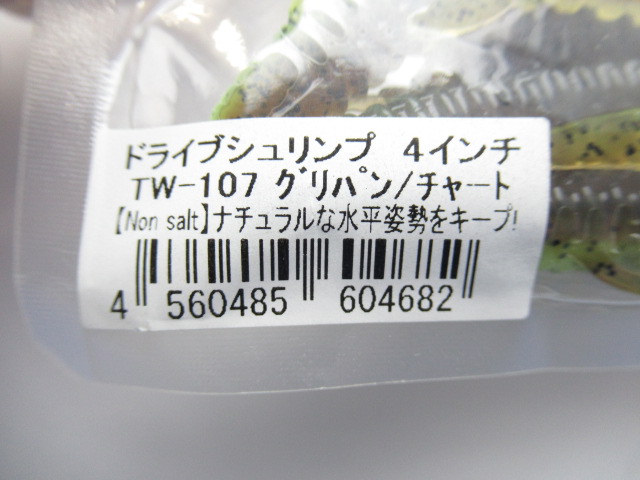 ドライブシュリンプ 4インチ
TW-107 グリパン/チャート
【Non salt】ナチュラルな水平姿勢をキープ!
4 560485 604682